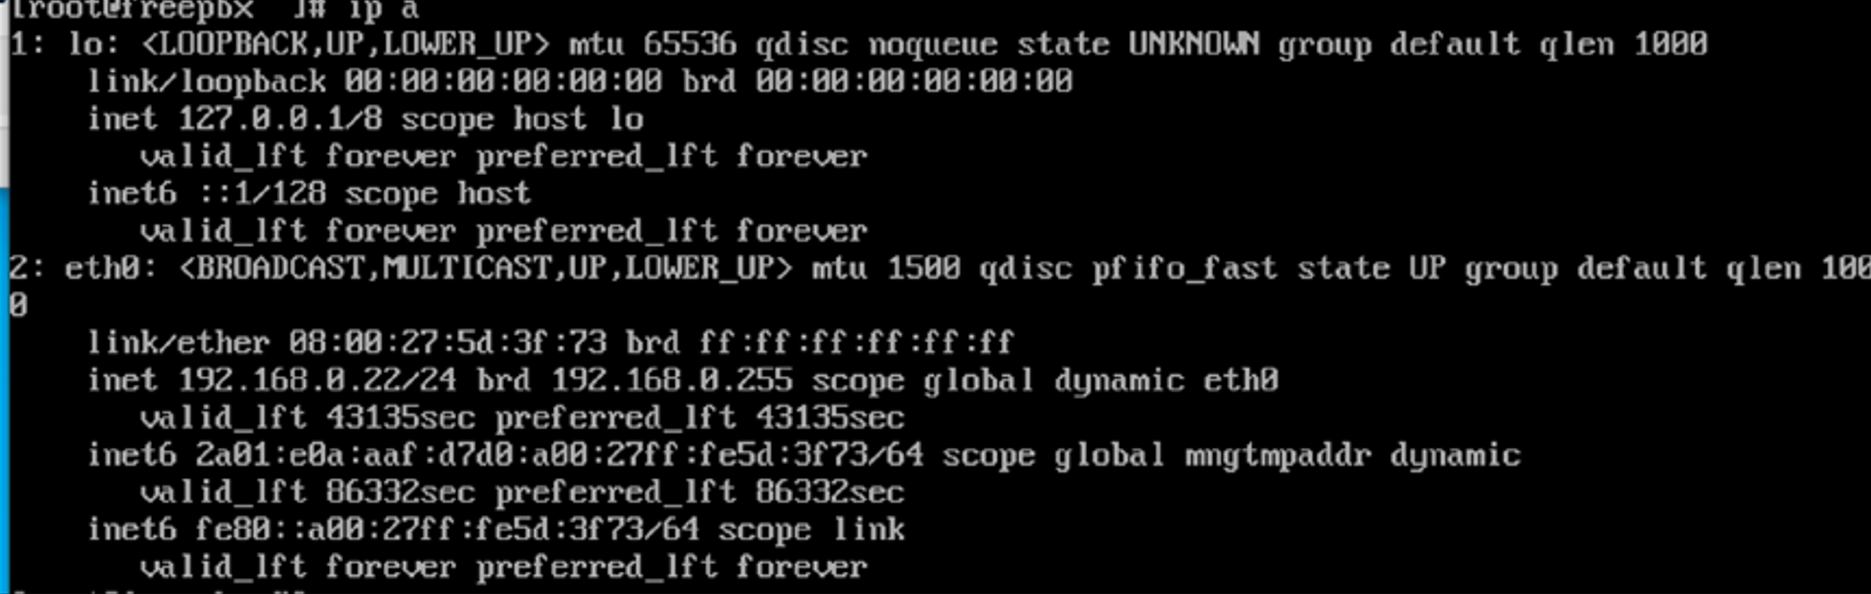 [root@freepbx ~]# ip a
1: lo: <LOOPBACK,UP,LOWER_UP> mtu 65536 qdisc noqueue state UNKNOWN group default qlen 1000
    link/loopback 00:00:00:00:00:00 brd 00:00:00:00:00:00
    inet 127.0.0.1/8 scope host lo
       valid_lft forever preferred_lft forever
    inet6 ::1/128 scope host
       valid_lft forever preferred_lft forever
2: eth0: <BROADCAST,MULTICAST,UP,LOWER_UP> mtu 1500 qdisc pfifo_fast state UP group default qlen 100
0
    link/ether 08:00:27:5d:3f:73 brd ff:ff:ff:ff:ff:ff
    inet 192.168.0.22/24 brd 192.168.0.255 scope global dynamic eth0
       valid_lft 43135sec preferred_lft 43135sec
    inet6 2a01:e0a:aaf:d7d0:a00:27ff:fe5d:3f73/64 scope global mngtmpaddr dynamic
       valid_lft 86332sec preferred_lft 86332sec
    inet6 fe80::a00:27ff:fe5d:3f73/64 scope link
       valid_lft forever preferred_lft forever